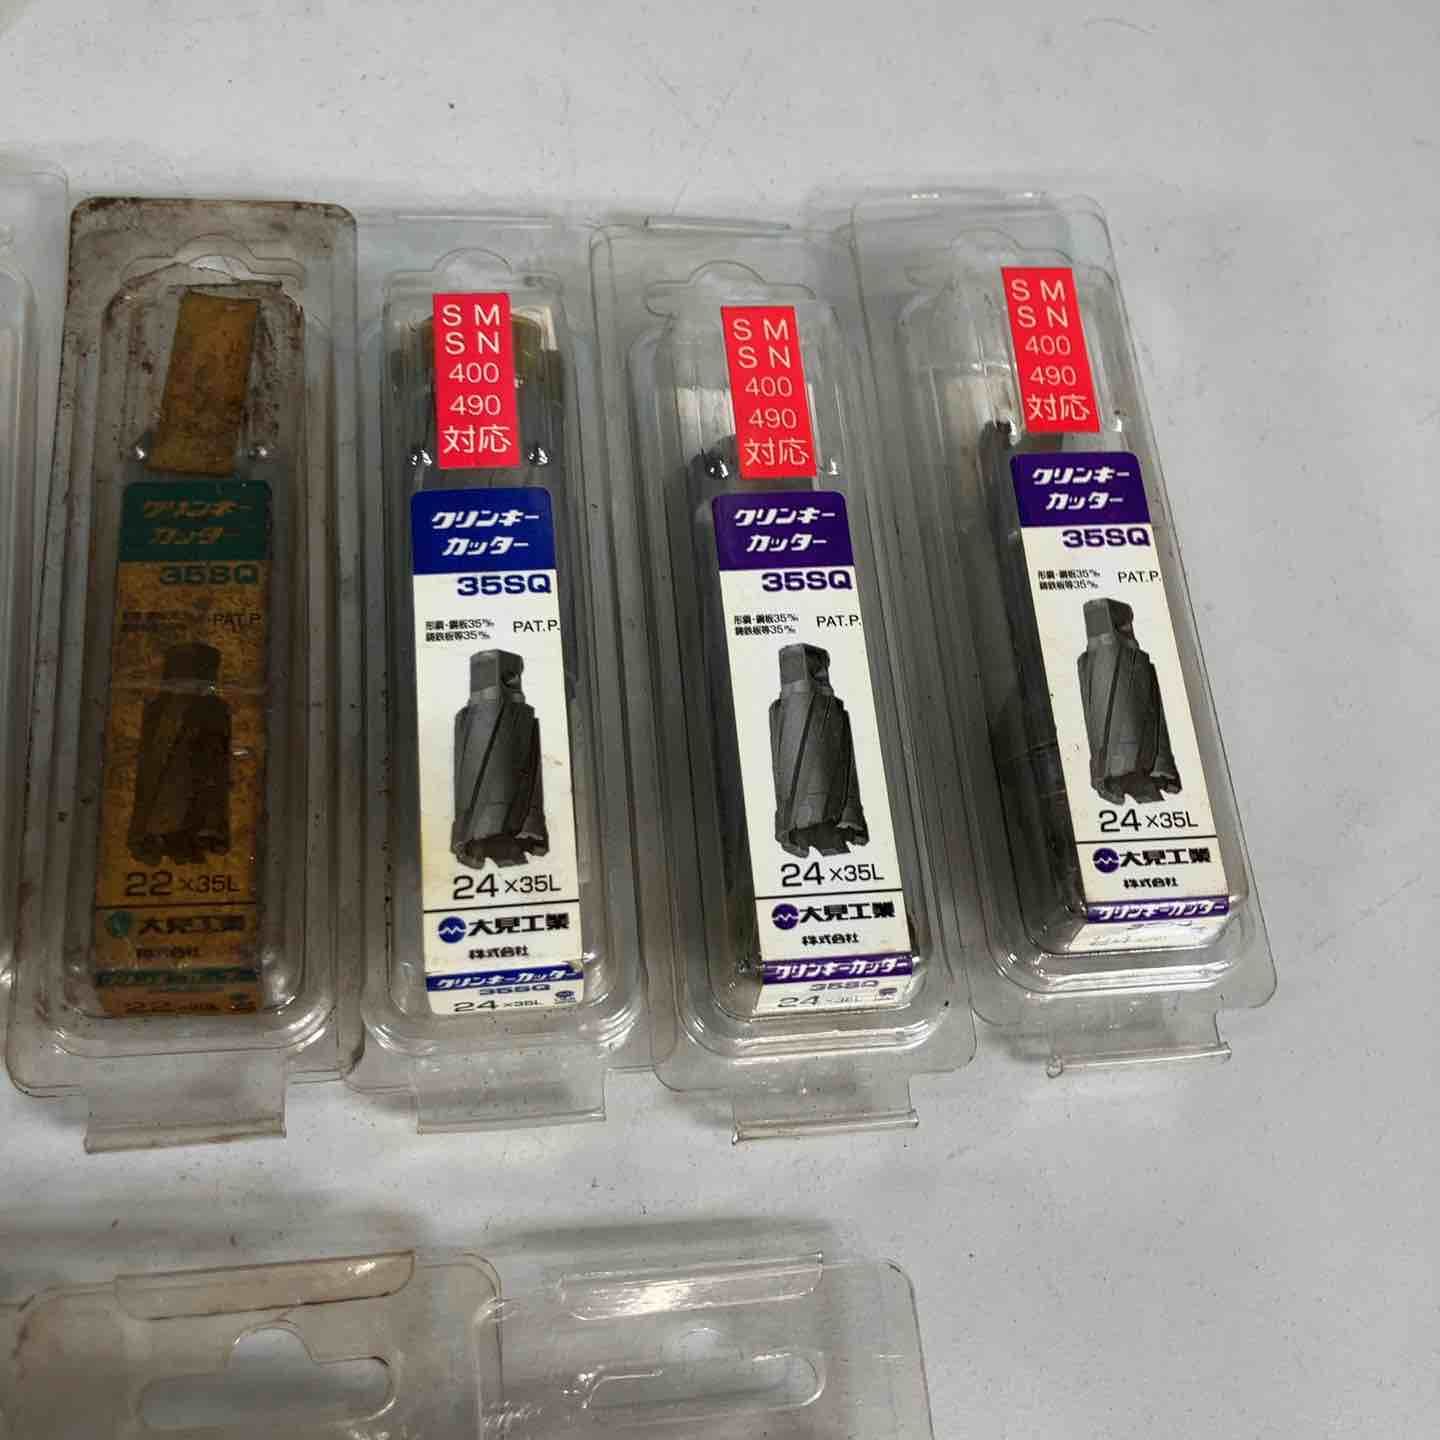 クリンキー
カッター
35SQ
PAT.P.
22×35L
大見工業
株式会社
S M
S N
400
490
対応
クリンキー
カッター
35SQ
形鋼・鋼板35‰
鋳鉄板等35‰
PAT.P.
24×35L
大見工業
株式会社
クリンキーカッター
35SQ
24×35L
S M
S N
400
490
対応
クリンキー
カッター
35SQ
形鋼・鋼板35‰
鋳鉄板等35‰
PAT.P.
24×35L
大見工業
株式会社
クリンキーカッター
35SQ
24×35L
S M
S N
400
490
対応
クリンキー
カッター
35SQ
形鋼・鋼板35‰
鋳鉄板等35‰
PAT.P.
24×35L
大見工業
株式会社
クリンキーカッター
35SQ